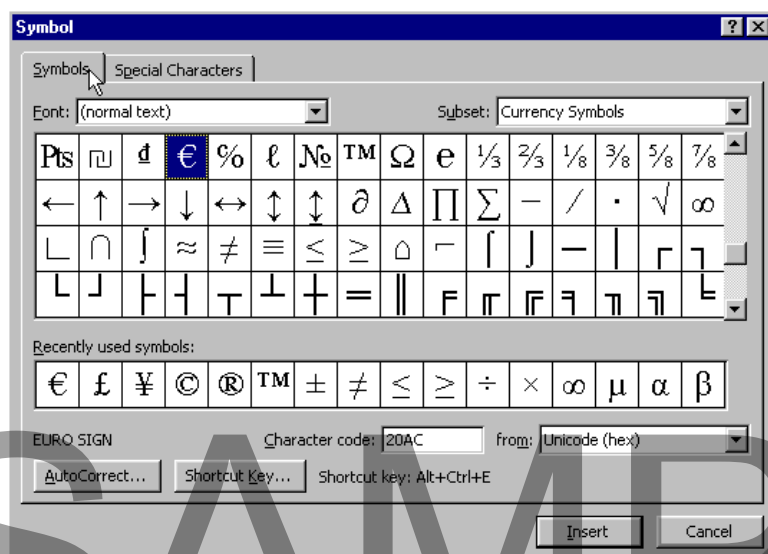 Symbol
Symbols Special Characters
Font: (normal text) Subset: Currency Symbols
₧ ₪ ₫ € ℅ ℓ № ™ Ω ℮ ⅓ ⅔ ⅛ ⅜ ⅝ ⅞
← ↑ → ↓ ↔ ↕ ↨ ∂ ∆ ∏ ∑ − ∕ ∙ √ ∞
∟ ∩ ∫ ≈ ≠ ≡ ≤ ≥ ⌂ ⌐ ⌠ ⌡ ─ │ ┌ ┐
└ ┘ ├ ┤ ┬ ┴ ┼ ═ ║ ╒ ╓ ╔ ╕ ╖ ╗ ╘
Recently used symbols:
€ £ ¥ © ® ™ ± ≠ ≤ ≥ ÷ × ∞ µ α β
EURO SIGN Character code: 20AC from: Unicode (hex)
AutoCorrect... Shortcut Key... Shortcut key: Alt+Ctrl+E
Insert Cancel